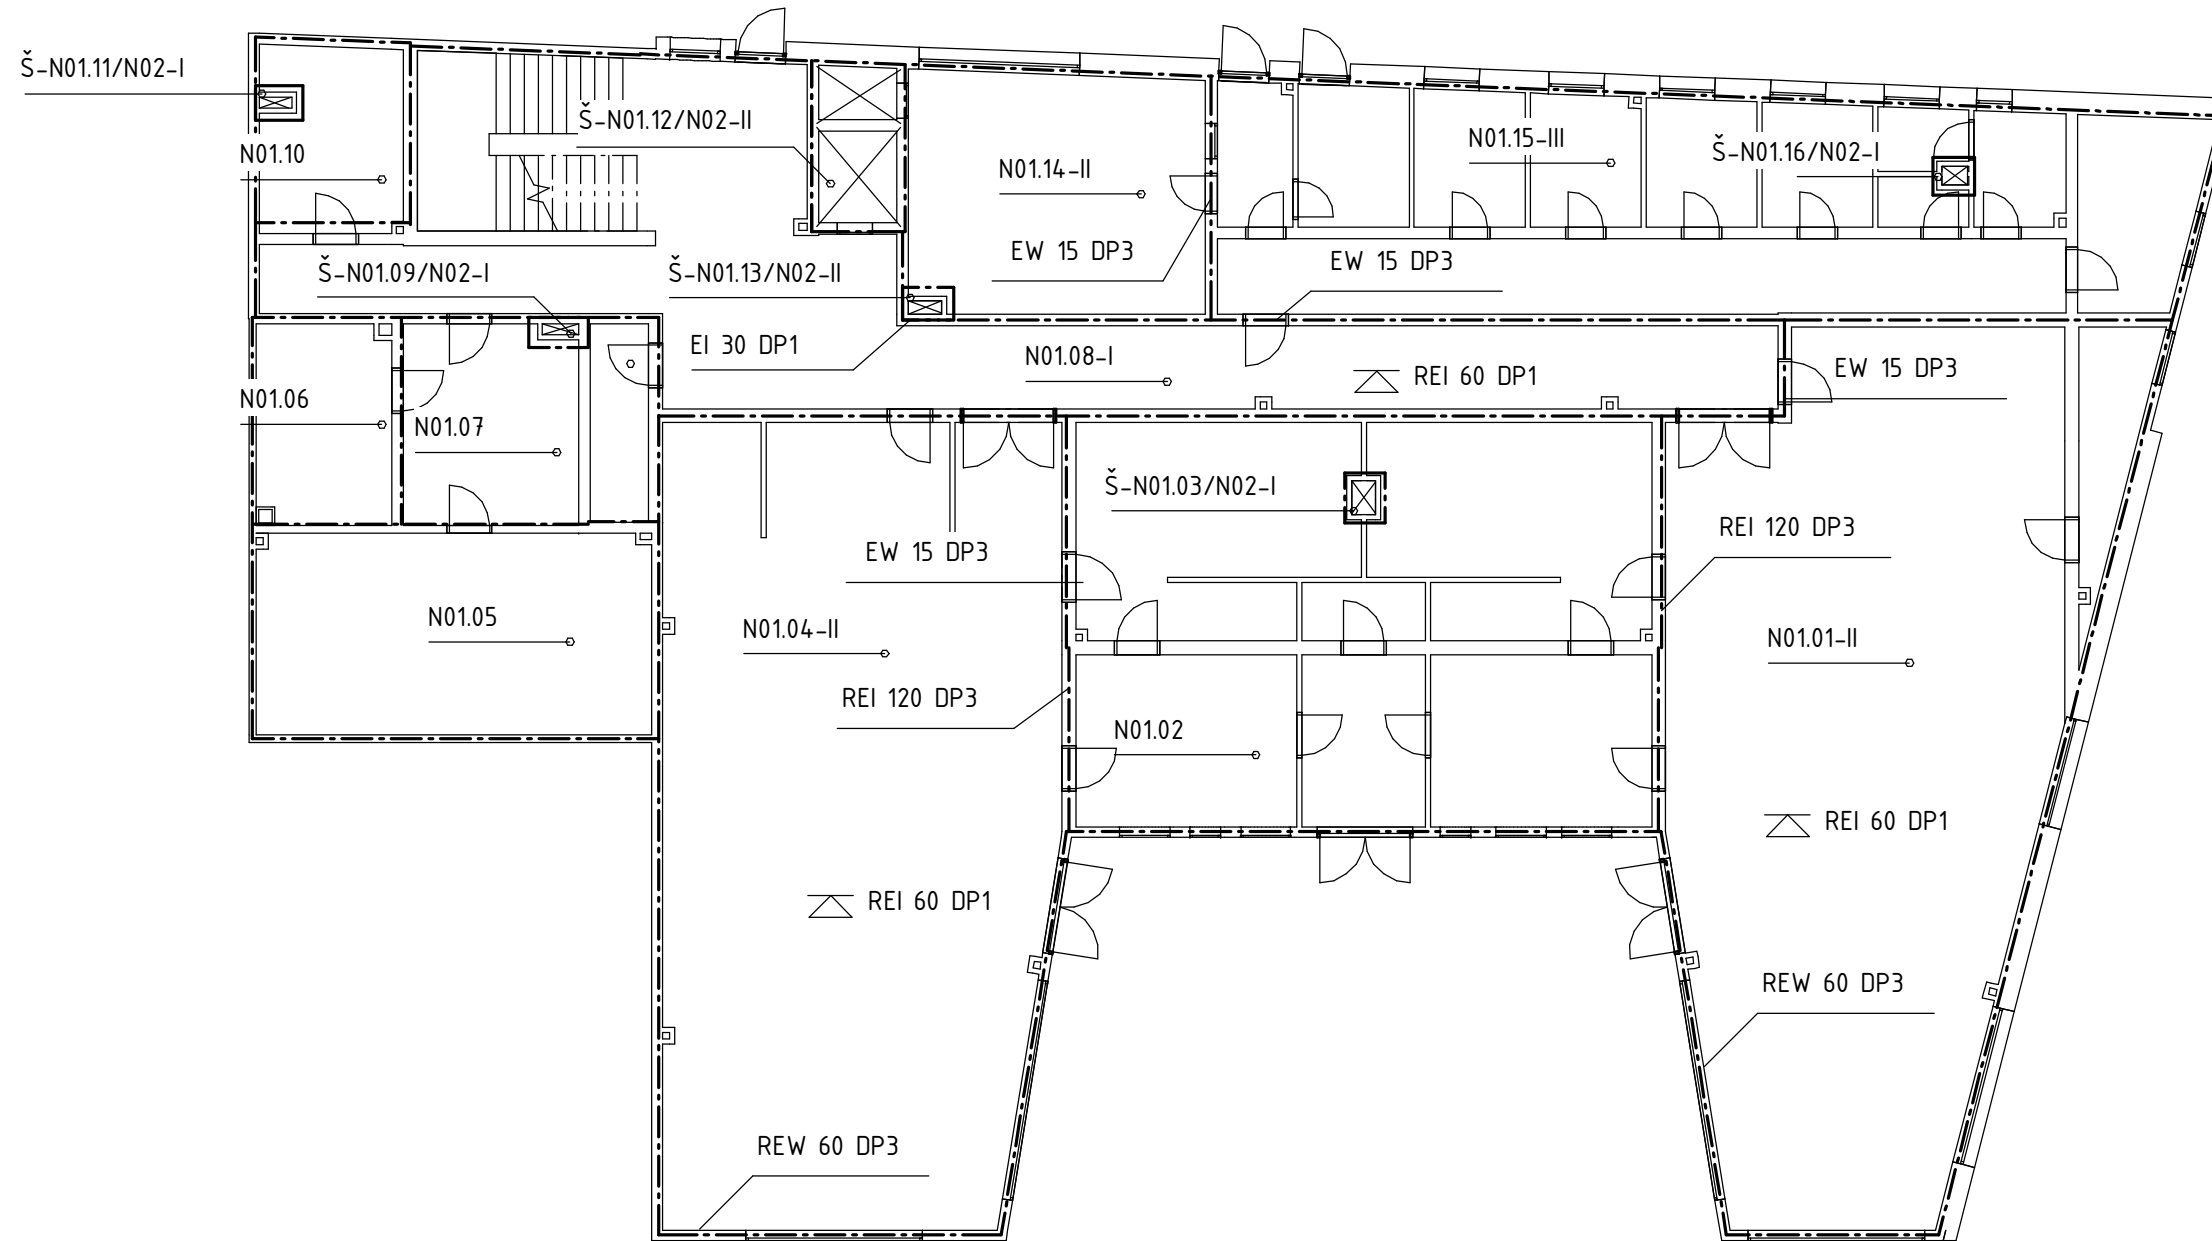 Š-N01.11/N02-I
Š-N01.12/N02-II
N01.10
N01.14-II
N01.15-III
Š-N01.16/N02-I
EW 15 DP3
EW 15 DP3
Š-N01.09/N02-I
Š-N01.13/N02-II
EI 30 DP1
N01.08-I
REI 60 DP1
EW 15 DP3
N01.06
N01.07
Š-N01.03/N02-I
EW 15 DP3
REI 120 DP3
N01.05
N01.04-II
N01.01-II
REI 120 DP3
N01.02
REI 60 DP1
REI 60 DP1
REW 60 DP3
REW 60 DP3